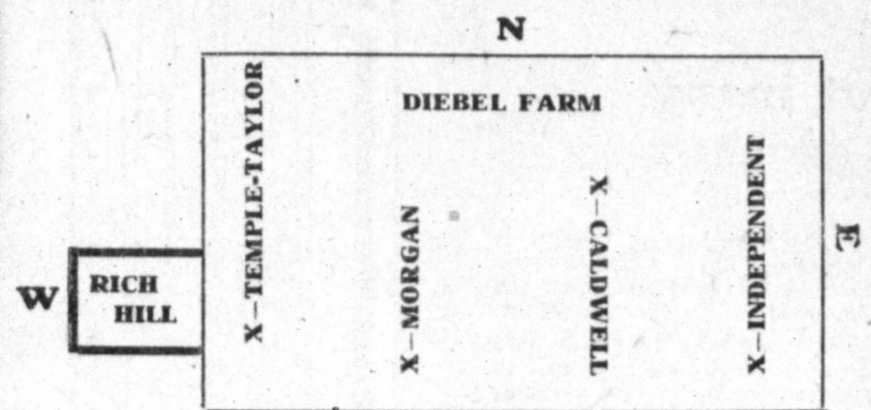 N
DIEBEL FARM
X—TEMPLE-TAYLOR
X—MORGAN
X—CALDWELL
X—INDEPENDENT
E
W
RICH
HILL